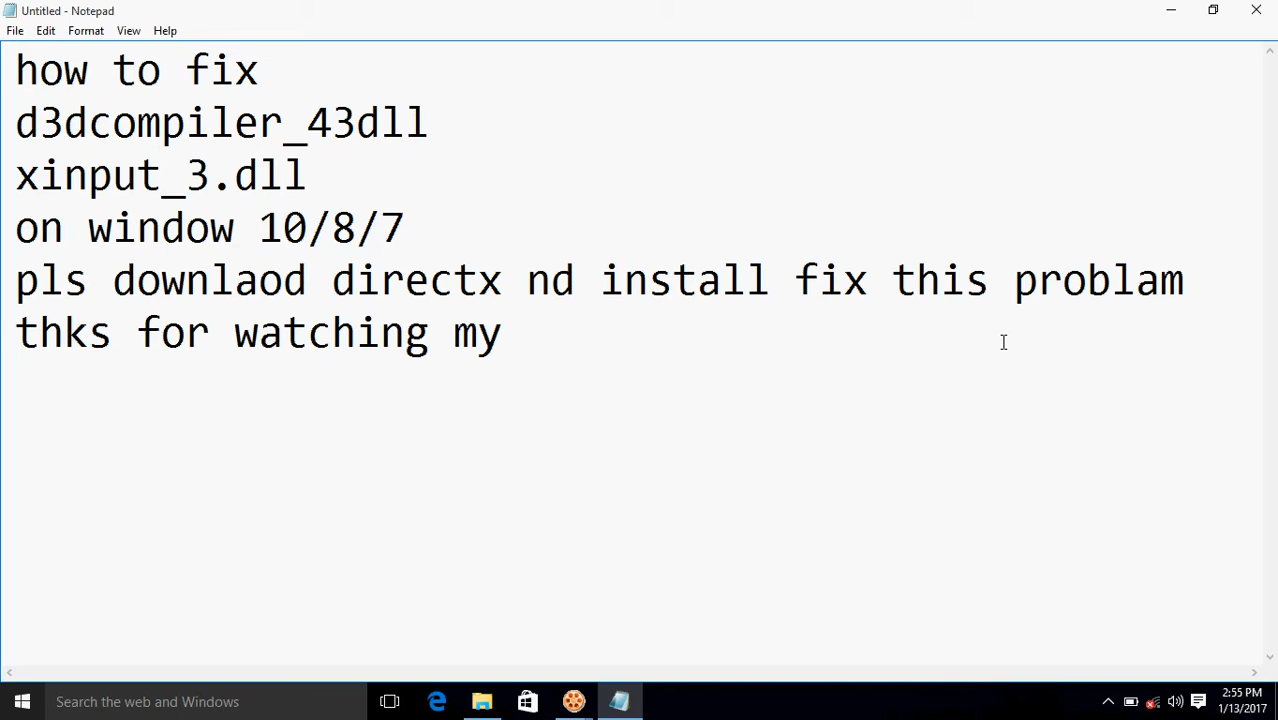 Untitled - Notepad
File Edit Format View Help
how to fix
d3dcompiler_43dll
xinput_3.dll
on window 10/8/7
pls downlaod directx nd install fix this problam
thks for watching my
Search the web and Windows
2:55 PM
1/13/2017